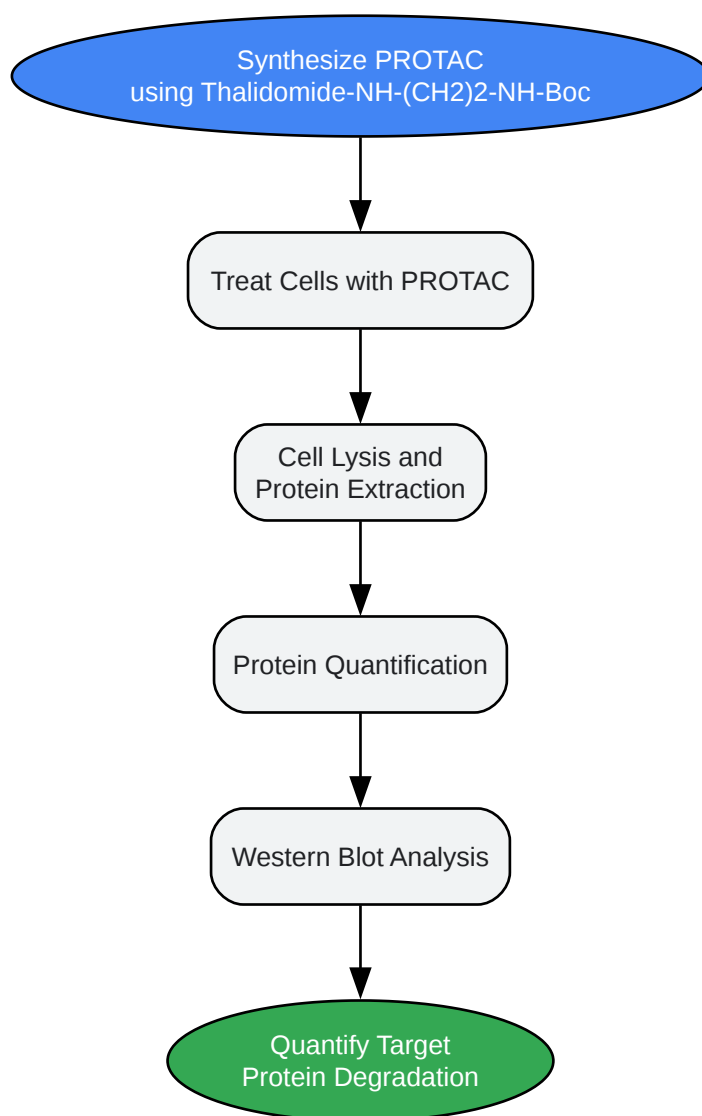 Synthesize PROTAC
using Thalidomide-NH-(CH2)2-NH-Boc
Treat Cells with PROTAC
Cell Lysis and
Protein Extraction
Protein Quantification
Western Blot Analysis
Quantify Target
Protein Degradation